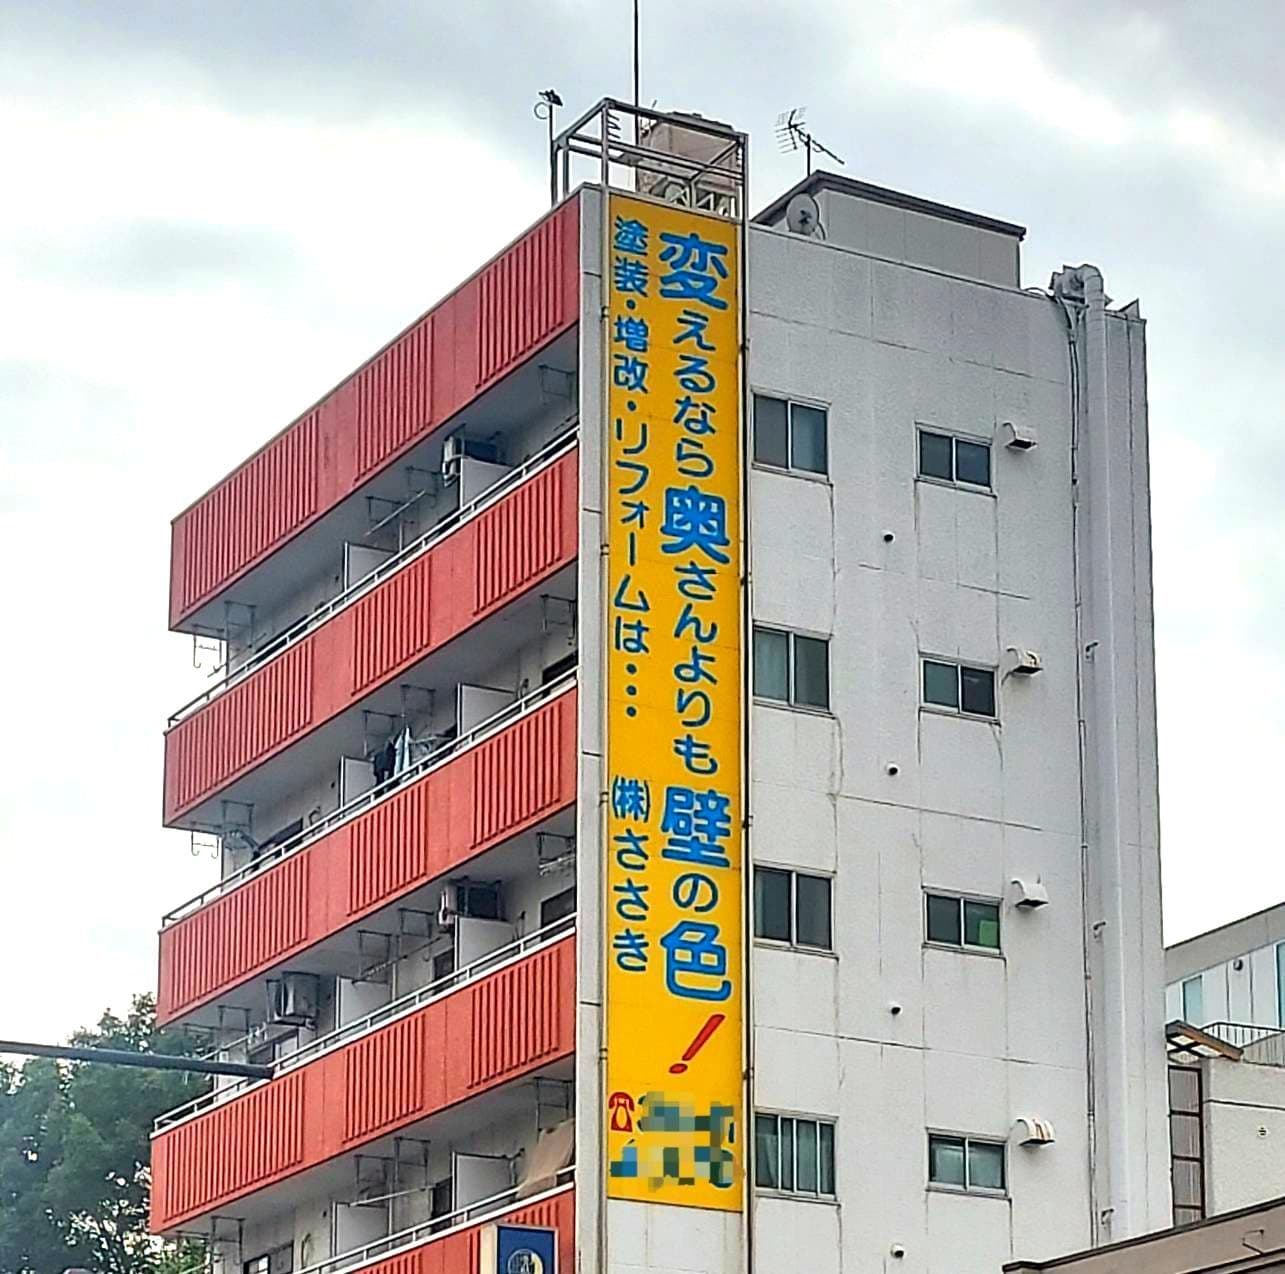 変えるなら奥さんよりも壁の色！
塗装・増改・リフォームは・・・ ㈱ささき